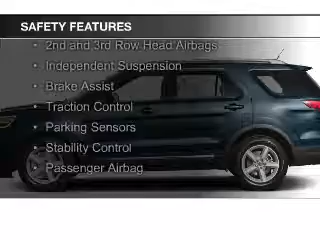 SAFETY FEATURES
• 2nd and 3rd Row Head Airbags
• Independent Suspension
• Brake Assist
• Traction Control
• Parking Sensors
• Stability Control
• Passenger Airbag